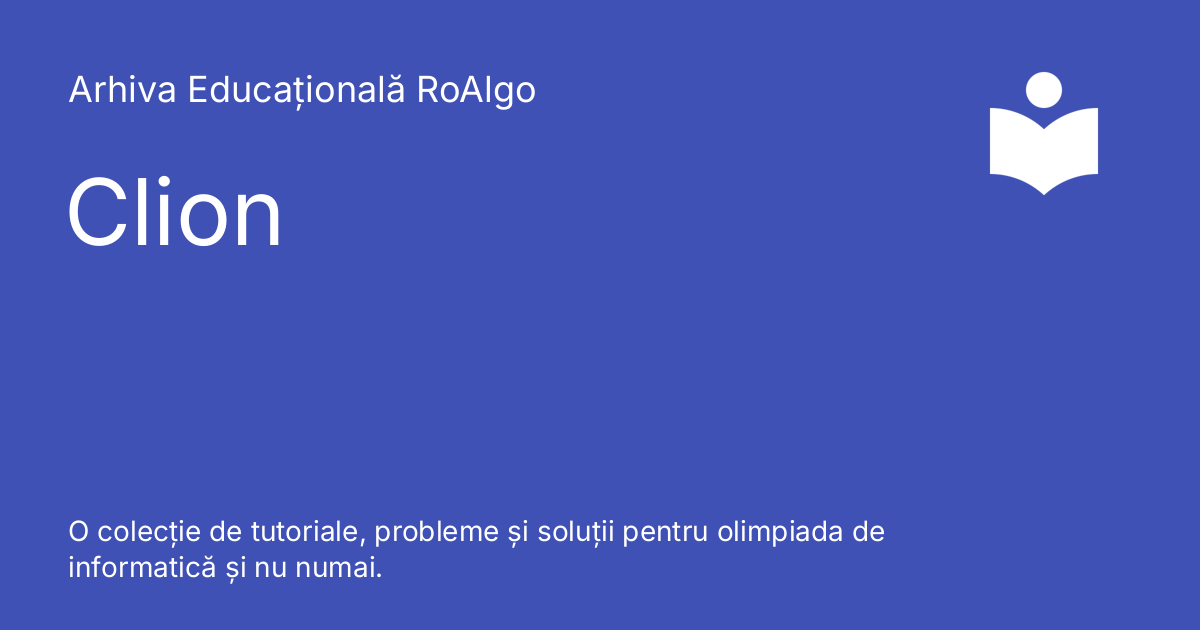 Arhiva Educațională RoAlgo
Clion
O colecție de tutoriale, probleme și soluții pentru olimpiada de
informatică și nu numai.